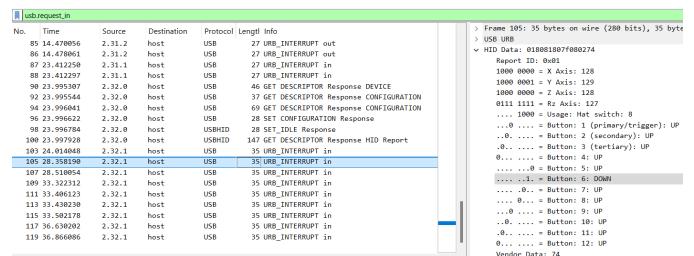 usb.request_in
No. Time Source Destination Protocol Lengtl Info
85 14.470056 2.31.2 host USB 27 URB_INTERRUPT out
86 14.478061 2.31.2 host USB 27 URB_INTERRUPT out
87 23.412250 2.31.1 host USB 27 URB_INTERRUPT in
88 23.412297 2.31.1 host USB 27 URB_INTERRUPT in
90 23.995307 2.32.0 host USB 46 GET DESCRIPTOR Response DEVICE
92 23.995544 2.32.0 host USB 37 GET DESCRIPTOR Response CONFIGURATION
94 23.996041 2.32.0 host USB 69 GET DESCRIPTOR Response CONFIGURATION
96 23.996622 2.32.0 host USB 28 SET CONFIGURATION Response
98 23.996784 2.32.0 host USBHID 28 SET_IDLE Response
100 23.997928 2.32.0 host USBHID 147 GET DESCRIPTOR Response HID Report
103 24.014048 2.32.1 host USB 35 URB_INTERRUPT in
105 28.358190 2.32.1 host USB 35 URB_INTERRUPT in
107 28.510054 2.32.1 host USB 35 URB_INTERRUPT in
109 33.322312 2.32.1 host USB 35 URB_INTERRUPT in
111 33.406123 2.32.1 host USB 35 URB_INTERRUPT in
113 33.430230 2.32.1 host USB 35 URB_INTERRUPT in
115 33.502178 2.32.1 host USB 35 URB_INTERRUPT in
117 36.630202 2.32.1 host USB 35 URB_INTERRUPT in
119 36.866086 2.32.1 host USB 35 URB_INTERRUPT in
Frame 105: 35 bytes on wire (280 bits), 35 byte
USB URB
HID Data: 018081807f080274
Report ID: 0x01
1000 0000 = X Axis: 128
1000 0001 = Y Axis: 129
1000 0000 = Z Axis: 128
0111 1111 = Rz Axis: 127
.... 1000 = Usage: Hat switch: 8
...0 .... = Button: 1 (primary/trigger): UP
..0. .... = Button: 2 (secondary): UP
.0.. .... = Button: 3 (tertiary): UP
0... .... = Button: 4: UP
.... ...0 = Button: 5: UP
.... ..1. = Button: 6: DOWN
.... .0.. = Button: 7: UP
.... 0... = Button: 8: UP
...0 .... = Button: 9: UP
..0. .... = Button: 10: UP
.0.. .... = Button: 11: UP
0... .... = Button: 12: UP
Vendor Data: 74